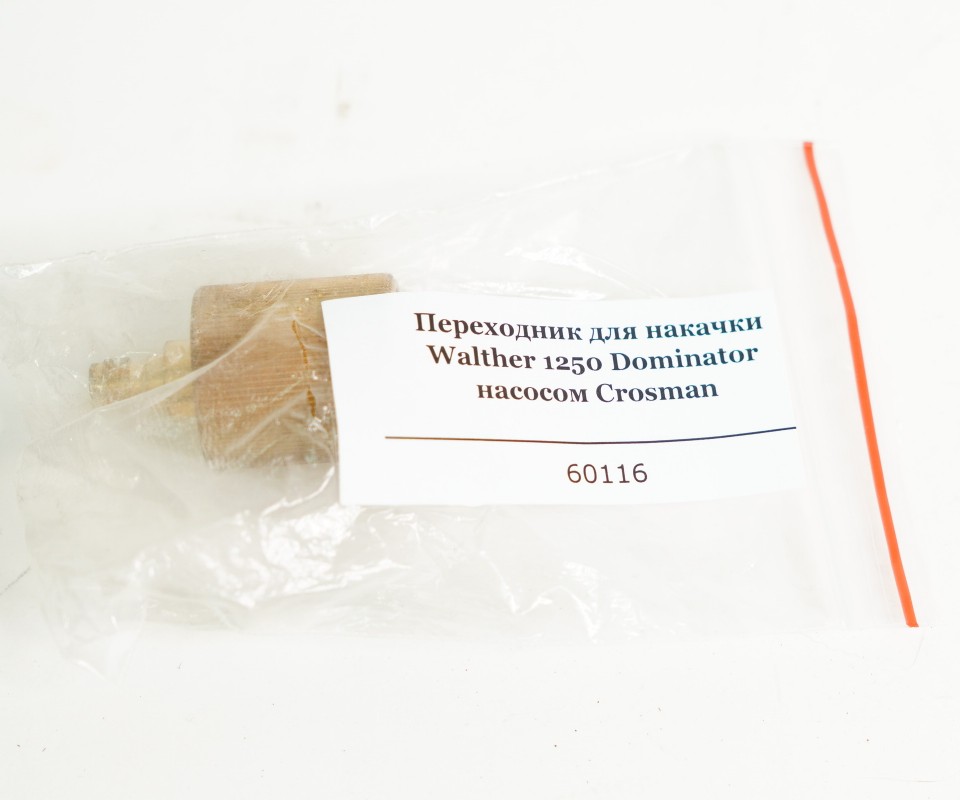 Переходник для накачки
Walther 1250 Dominator
насосом Crosman
60116